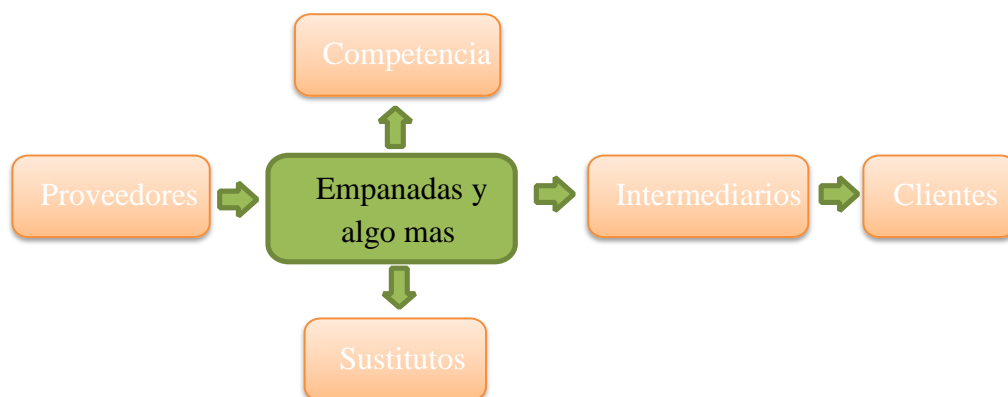 Competencia
Proveedores
Empanadas y
algo mas
Intermediarios
Clientes
Sustitutos